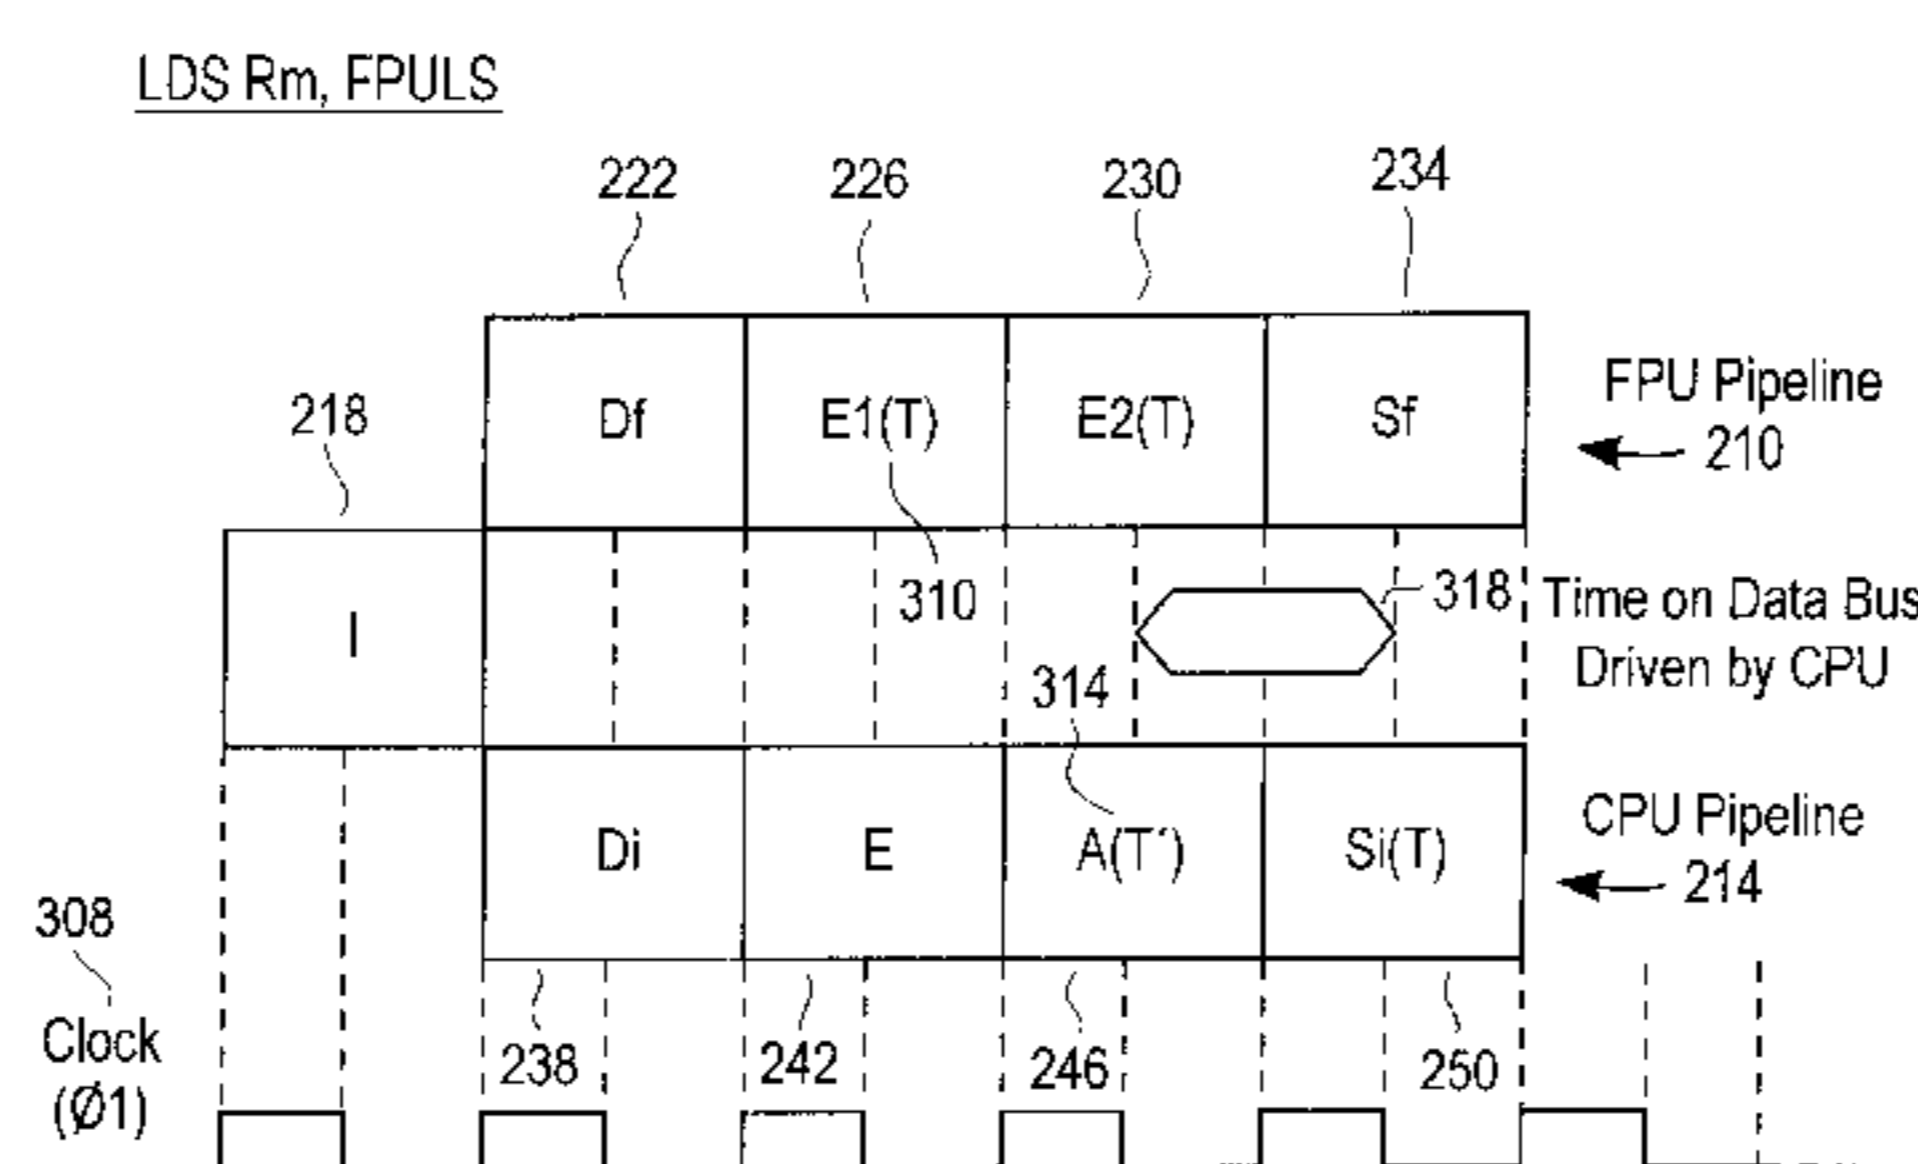 LDS Rm, FPULS
222 226 230 234
218
Df E1(T) E2(T) Sf
FPU Pipeline
210
I
310
318
Time on Data Bus
Driven by CPU
314
Di E A(T´) Si(T)
CPU Pipeline
214
308
Clock
(Ø1)
238 242 246 250